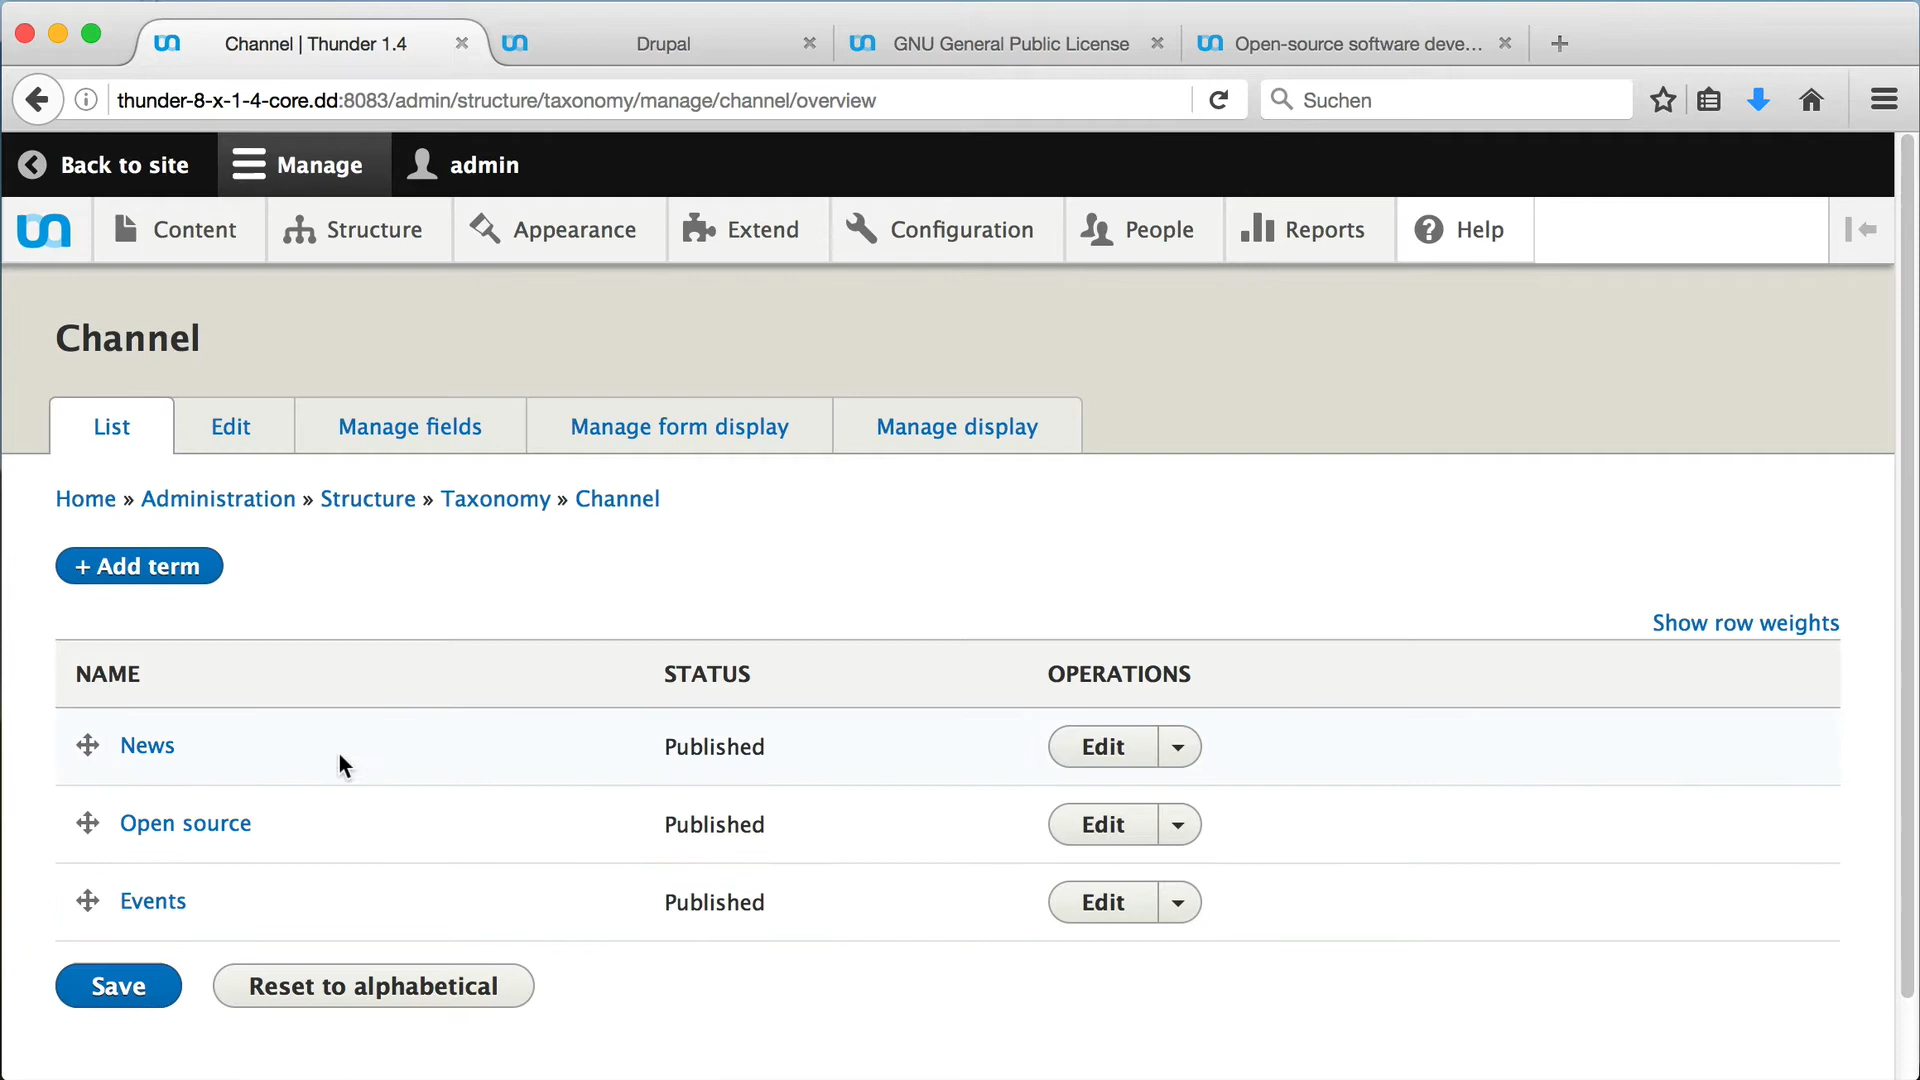 Channel | Thunder 1.4
Drupal
GNU General Public License
Open-source software deve...
thunder-8-x-1-4-core.dd:8083/admin/structure/taxonomy/manage/channel/overview
Suchen
Back to site
Manage
admin
Content
Structure
Appearance
Extend
Configuration
People
Reports
Help
Channel
List
Edit
Manage fields
Manage form display
Manage display
Home » Administration » Structure » Taxonomy » Channel
+ Add term
Show row weights
NAME STATUS OPERATIONS
News Published Edit
Open source Published Edit
Events Published Edit
Save
Reset to alphabetical